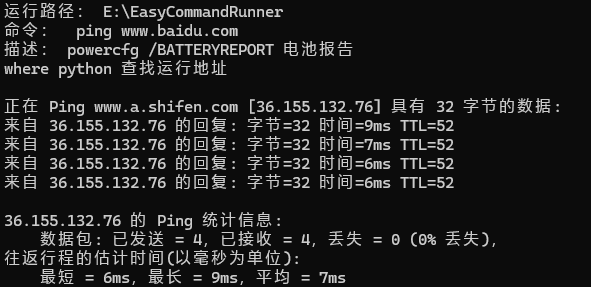 运行路径: E:\EasyCommandRunner
命令:  ping www.baidu.com
描述: powercfg /BATTERYREPORT 电池报告
where python 查找运行地址

正在 Ping www.a.shifen.com [36.155.132.76] 具有 32 字节的数据:
来自 36.155.132.76 的回复: 字节=32 时间=9ms TTL=52
来自 36.155.132.76 的回复: 字节=32 时间=7ms TTL=52
来自 36.155.132.76 的回复: 字节=32 时间=6ms TTL=52
来自 36.155.132.76 的回复: 字节=32 时间=6ms TTL=52

36.155.132.76 的 Ping 统计信息:
    数据包: 已发送 = 4, 已接收 = 4, 丢失 = 0 (0% 丢失),
往返行程的估计时间(以毫秒为单位):
    最短 = 6ms, 最长 = 9ms, 平均 = 7ms